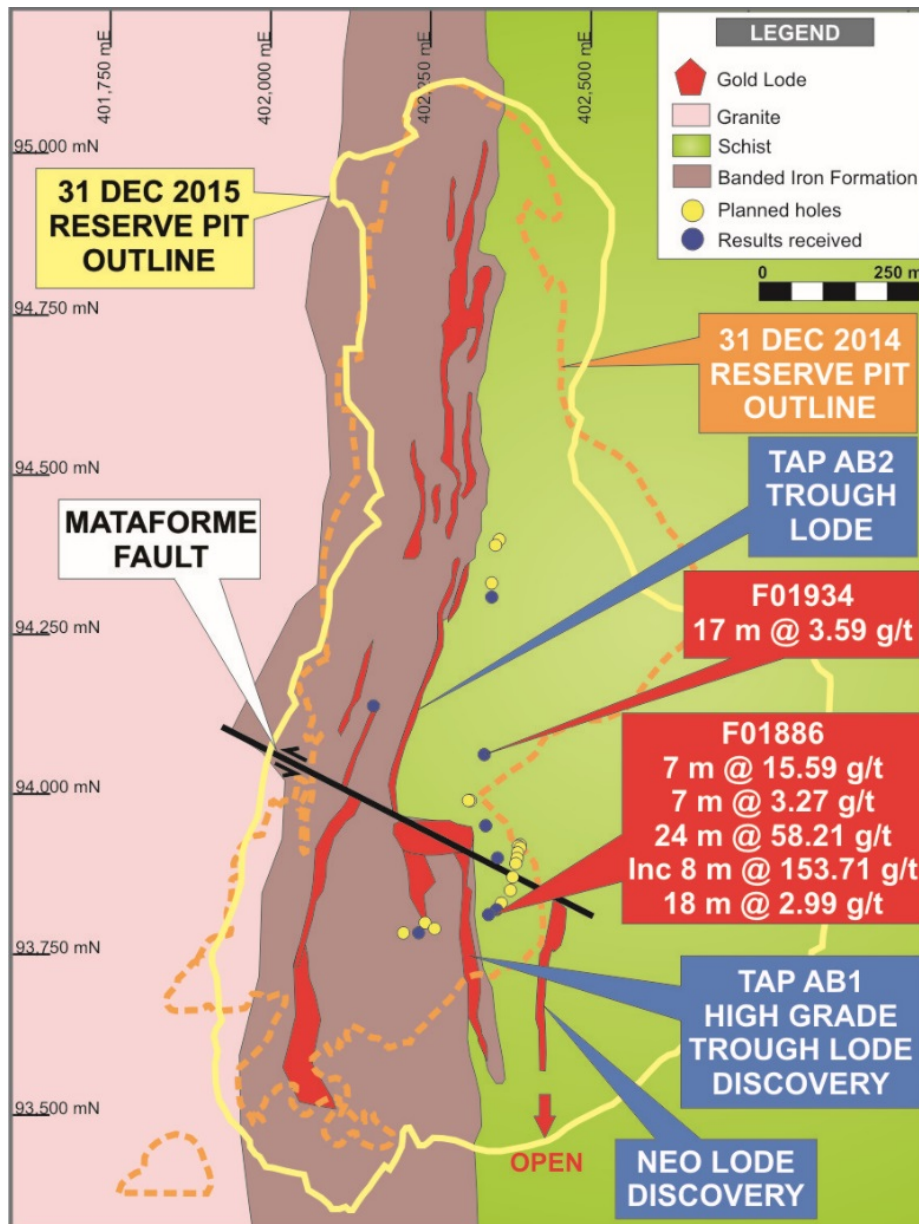 401,750 mE
402,000 mE
402,250 mE
402,500 mE
LEGEND
Gold Lode
Granite
Schist
Banded Iron Formation
Planned holes
Results received
0 250 m
95,000 mN
94,750 mN
94,500 mN
94,250 mN
94,000 mN
93,750 mN
93,500 mN
31 DEC 2015
RESERVE PIT
OUTLINE
31 DEC 2014
RESERVE PIT
OUTLINE
TAP AB2
TROUGH
LODE
MATAFORME
FAULT
F01934
17 m @ 3.59 g/t
F01886
7 m @ 15.59 g/t
7 m @ 3.27 g/t
24 m @ 58.21 g/t
Inc 8 m @ 153.71 g/t
18 m @ 2.99 g/t
TAP AB1
HIGH GRADE
TROUGH LODE
DISCOVERY
OPEN
NEO LODE
DISCOVERY